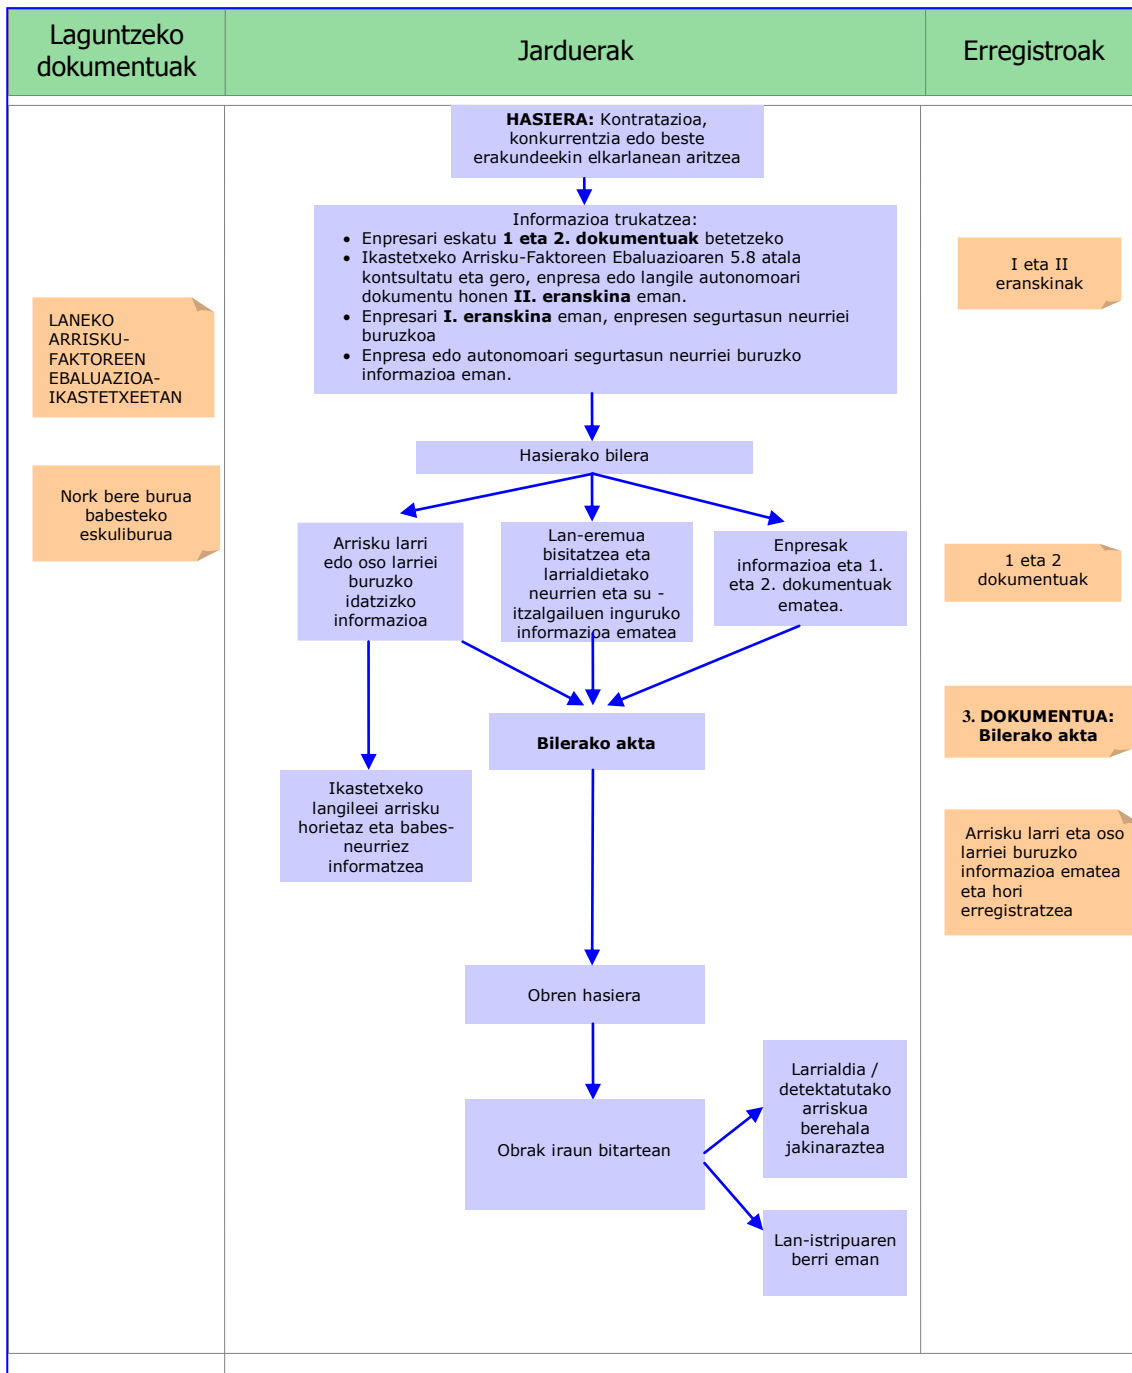 Laguntzeko
dokumentuak
Jarduerak
Erregistroak
HASIERA: Kontratazioa,
konkurrentzia edo beste
erakundeekin elkarlanean aritzea
Informazioa trukatzea:
• Enpresari eskatu 1 eta 2. dokumentuak betetzeko
• Ikastetxeko Arrisku-Faktoreen Ebaluazioaren 5.8 atala
kontsultatu eta gero, enpresa edo langile autonomoari
dokumentu honen II. eranskina eman.
• Enpresari I. eranskina eman, enpresen segurtasun neurriei
buruzkoa
• Enpresa edo autonomoari segurtasun neurriei buruzko
informazioa eman.
I eta II
eranskinak
LANEKO
ARRISKU-
FAKTOREEN
EBALUAZIOA-
IKASTETXEETAN
Hasierako bilera
Nork bere burua
babesteko
eskuliburua
Arrisku larri
edo oso larriei
buruzko
idatzizko
informazioa
Lan-eremua
bisitatzea eta
larrialdietako
neurrien eta su -
itzalgailuen inguruko
informazioa ematea
Enpresak
informazioa eta 1.
eta 2. dokumentuak
ematea.
1 eta 2
dokumentuak
Bilerako akta
3. DOKUMENTUA:
Bilerako akta
Ikastetxeko
langileei arrisku
horietaz eta babes-
neurriez
informatzea
Arrisku larri eta oso
larriei buruzko
informazioa ematea
eta hori
erregistratzea
Obren hasiera
Obrak iraun bitartean
Larrialdia /
detektatutako
arriskua
berehala
jakinaraztea
Lan-istripuaren
berri eman